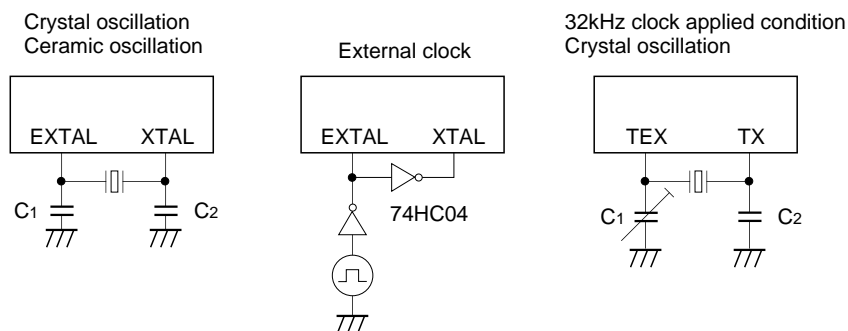 Crystal oscillation
Ceramic oscillation
EXTAL XTAL
C1 C2
External clock
EXTAL XTAL
74HC04
32kHz clock applied condition
Crystal oscillation
TEX TX
C1 C2